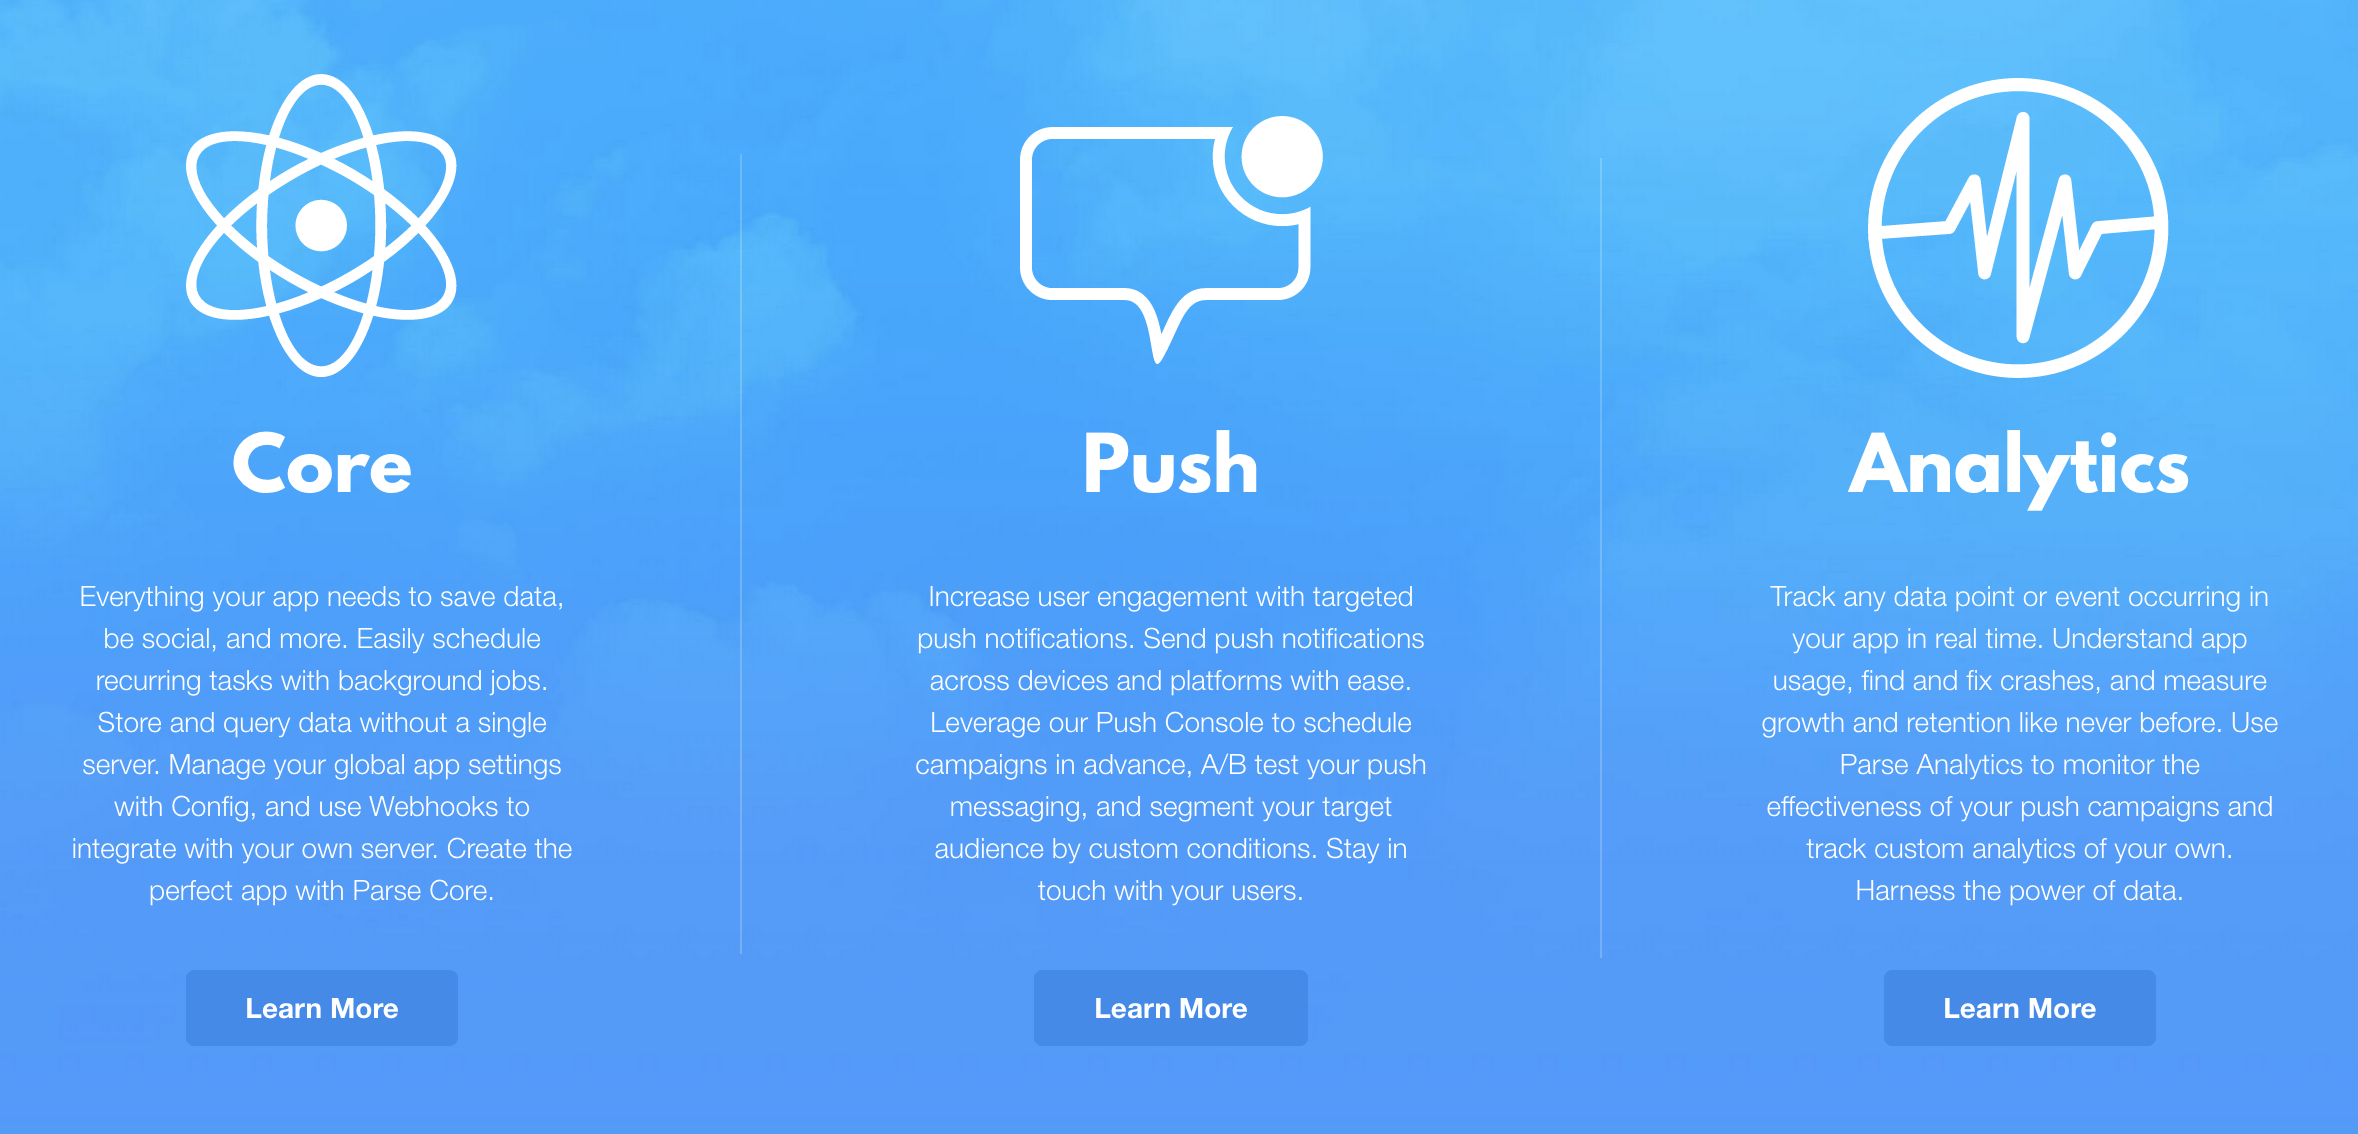 Core
Everything your app needs to save data,
be social, and more. Easily schedule
recurring tasks with background jobs.
Store and query data without a single
server. Manage your global app settings
with Config, and use Webhooks to
integrate with your own server. Create the
perfect app with Parse Core.
Learn More
Push
Increase user engagement with targeted
push notifications. Send push notifications
across devices and platforms with ease.
Leverage our Push Console to schedule
campaigns in advance, A/B test your push
messaging, and segment your target
audience by custom conditions. Stay in
touch with your users.
Learn More
Analytics
Track any data point or event occurring in
your app in real time. Understand app
usage, find and fix crashes, and measure
growth and retention like never before. Use
Parse Analytics to monitor the
effectiveness of your push campaigns and
track custom analytics of your own.
Harness the power of data.
Learn More